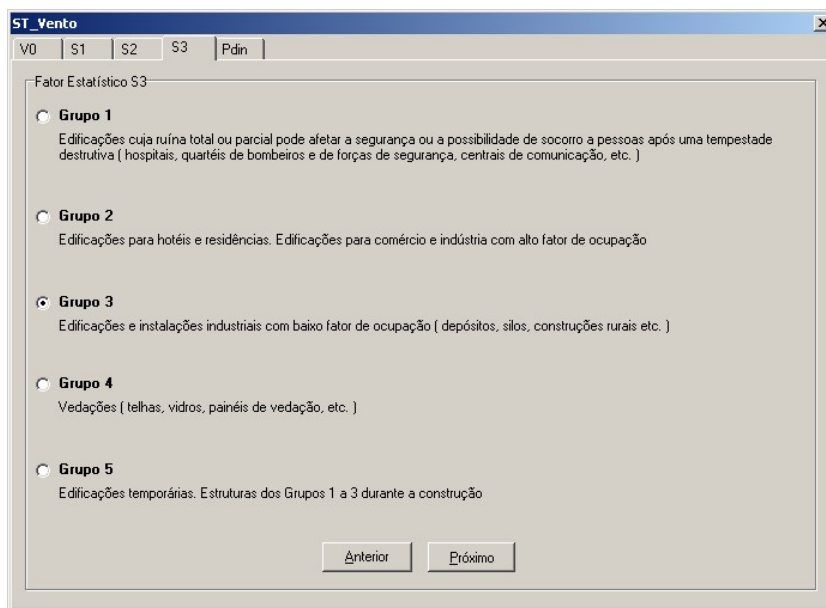 ST_Vento
V0 S1 S2 S3 Pdin
Fator Estatístico S3
Grupo 1
Edificações cuja ruína total ou parcial pode afetar a segurança ou a possibilidade de socorro a pessoas após uma tempestade
destrutiva ( hospitais, quartéis de bombeiros e de forças de segurança, centrais de comunicação, etc. )
Grupo 2
Edificações para hotéis e residências. Edificações para comércio e indústria com alto fator de ocupação
Grupo 3
Edificações e instalações industriais com baixo fator de ocupação ( depósitos, silos, construções rurais etc. )
Grupo 4
Vedações ( telhas, vidros, painéis de vedação, etc. )
Grupo 5
Edificações temporárias. Estruturas dos Grupos 1 a 3 durante a construção
Anterior Próximo